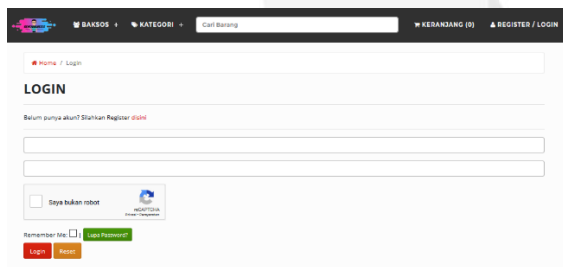 BAKSOS + KATEGORI + Cari Barang KERANJANG (0) REGISTER / LOGIN
Home / Login
LOGIN
Belum punya akun? Silahkan Register disini
Saya bukan robot
reCAPTCHA
Remember Me: | Lupa Password?
Login Reset